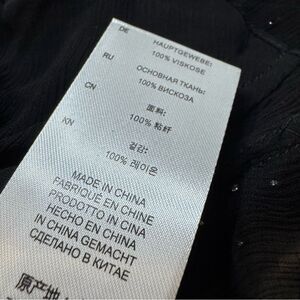 DE HAUPTGEWEBE:
100% VISKOSE
RU ОСНОВНАЯ ТКАНЬ:
100% ВИСКОЗА
CN 面料:
100% 粘纤
KN 겉감:
100% 레이온
MADE IN CHINA
FABRIQUÉ EN CHINE
PRODOTTO IN CINA
HECHO EN CHINA
IN CHINA GEMACHT
СДЕЛАНО В КИТАЕ
原产地